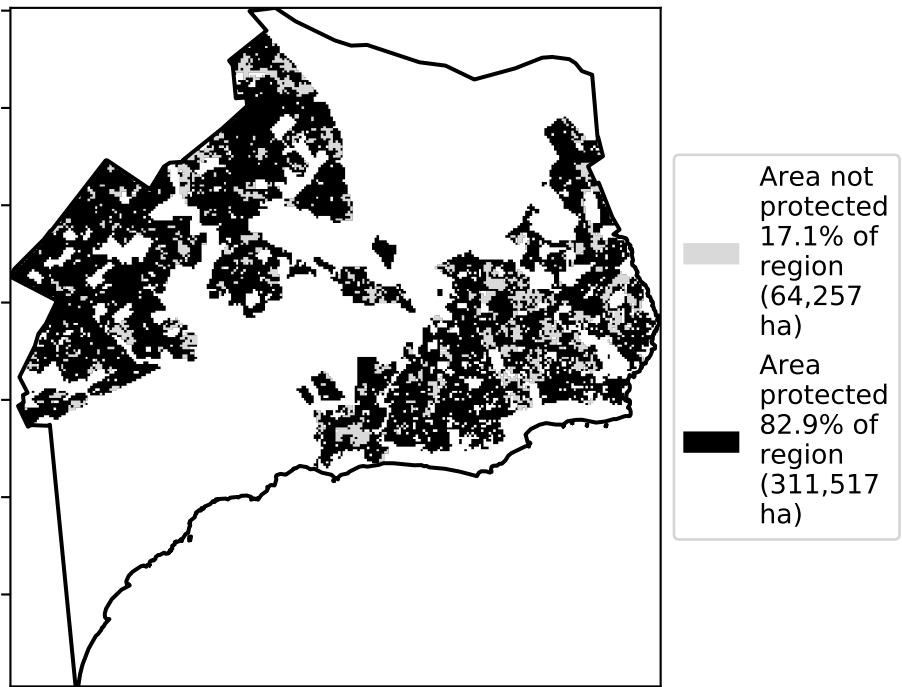 Area not
protected
17.1% of
region
(64,257
ha)
Area
protected
82.9% of
region
(311,517
ha)